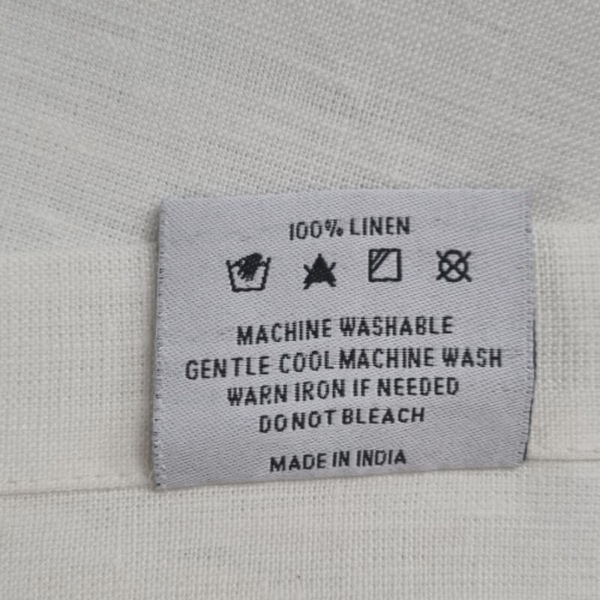 100% LINEN
MACHINE WASHABLE
GENTLE COOL MACHINE WASH
WARN IRON IF NEEDED
DO NOT BLEACH
MADE IN INDIA